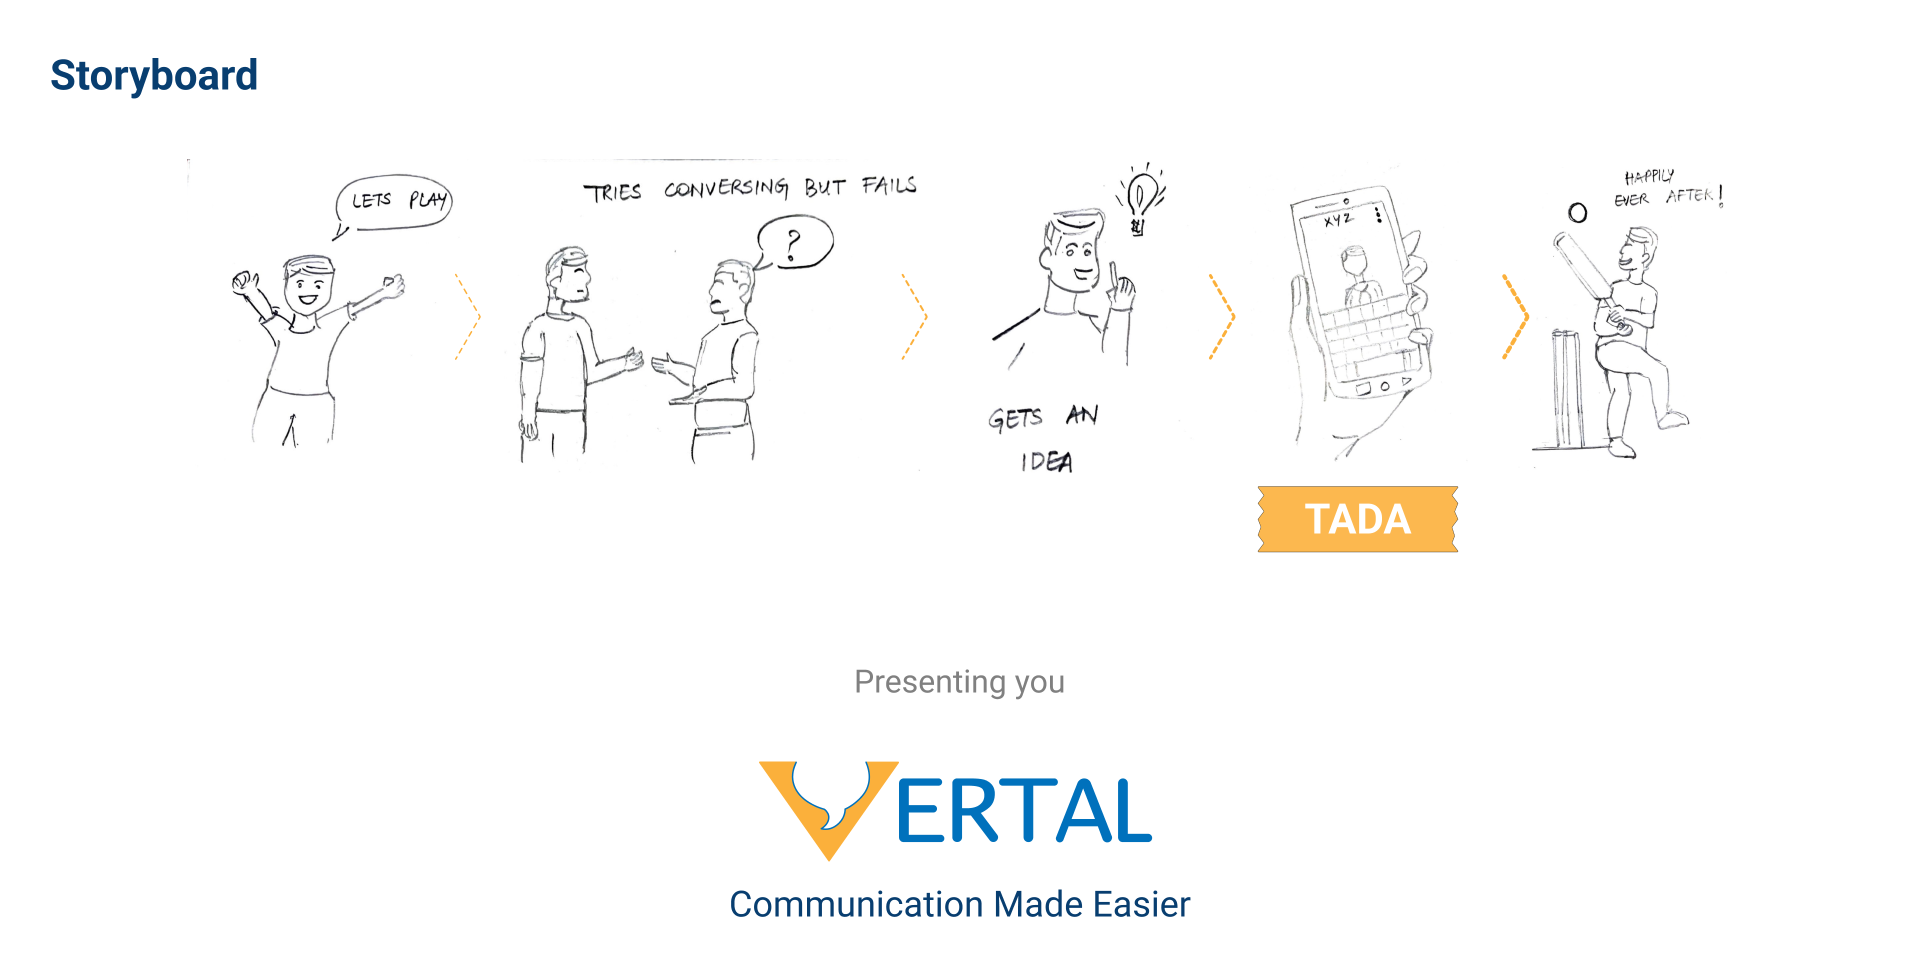 Storyboard
LETS PLAY
TRIES CONVERSING BUT FAILS
?
GETS AN
IDEA
XYZ
TADA
HAPPILY
EVER AFTER!
Presenting you
VERTAL
Communication Made Easier